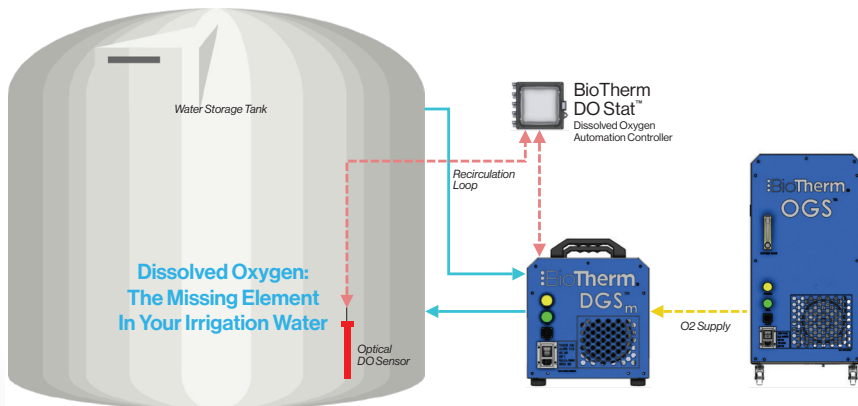 Water Storage Tank
BioTherm
DO Stat™
Dissolved Oxygen
Automation Controller
Recirculation
Loop
Dissolved Oxygen:
The Missing Element
In Your Irrigation Water
Optical
DO Sensor
BioTherm
DGSm
O2 Supply
BioTherm
OGS